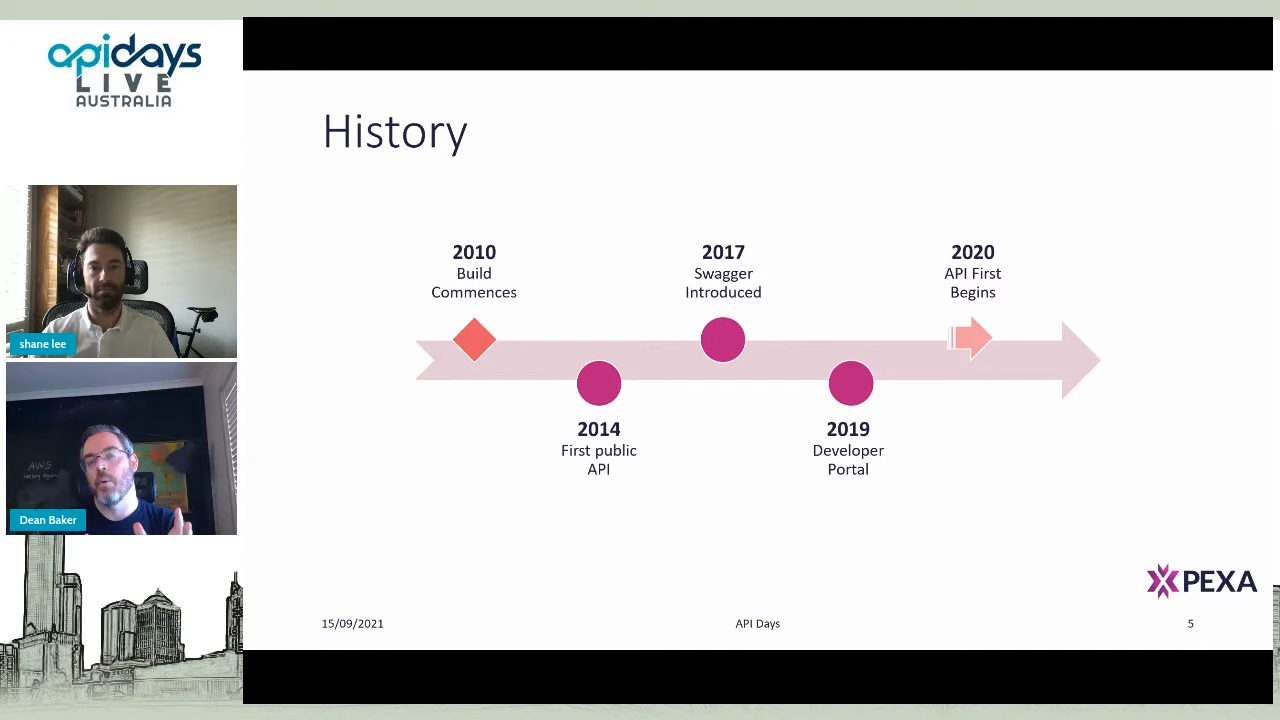 apidays
LIVE
AUSTRALIA
shane lee
AWS
Dean Baker
History
2010
Build
Commences
2017
Swagger
Introduced
2020
API First
Begins
2014
First public
API
2019
Developer
Portal
PEXA
15/09/2021
API Days
5